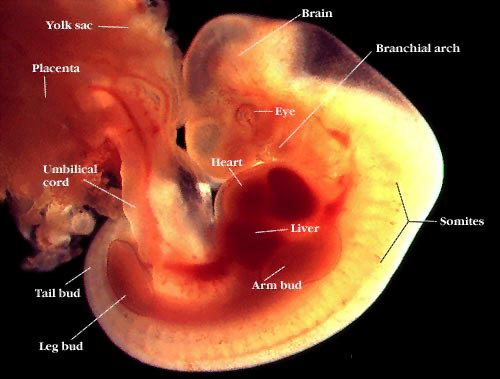 Brain
Yolk sac
Branchial arch
Placenta
Eye
Heart
Umbilical
cord
Somites
Liver
Arm bud
Tail bud
Leg bud